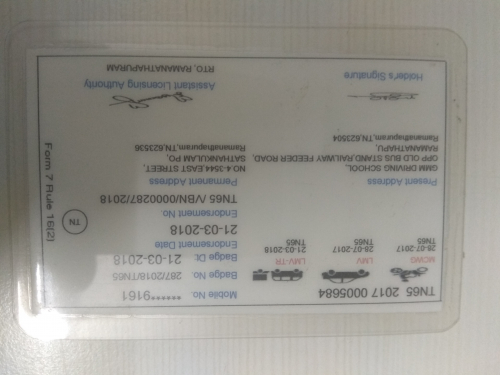 TN65 2017 0005684
MCWG
26-07-2017
TN65
LMV
26-07-2017
TN65
LMV-TR
21-03-2018
TN65
Mobile No. *****9161
Badge No. 287/2018/TN65
Badge Dt. 21-03-2018
Endorsement Date
21-03-2018
Endorsement No.
TN65 /VBN/0000287/2018
Present Address
GMM DRIVING SCHOOL
OPP OLD BUS STAND,RAILWAY FEEDER ROAD,
RAMANATHAPU,
Ramanathapuram,TN,623504
Permanent Address
NO-4 3544,EAST STREET,
SATHANKULAM PO,
Ramanathapuram,TN,623536
Holder's Signature
Assistant Licensing Authority
RTO, RAMANATHAPURAM
Form 7 Rule 16(2)
TN